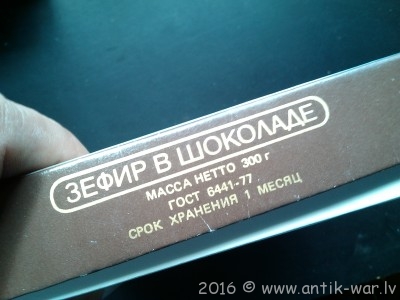 ЗЕФИР В ШОКОЛАДЕ
МАССА НЕТТО 300 г
ГОСТ 6441-77
СРОК ХРАНЕНИЯ 1 МЕСЯЦ
2016 © www.antik-war.lv